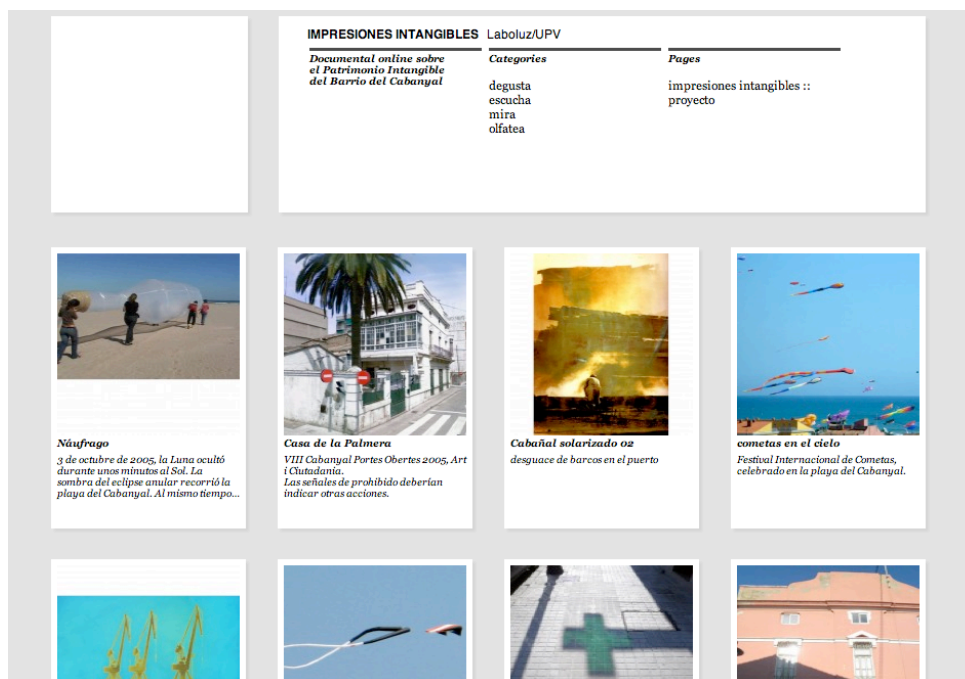 IMPRESIONES INTANGIBLES Laboluz/UPV
Documental online sobre
el Patrimonio Intangible
del Barrio del Cabanyal
Categories
degusta
escucha
mira
olfatea
Pages
impresiones intangibles ::
proyecto
Náufrago
3 de octubre de 2005, la Luna ocultó
durante unos minutos al Sol. La
sombra del eclipse anular recorrió la
playa del Cabanyal. Al mismo tiempo...
Casa de la Palmera
VIII Cabanyal Portes Obertes 2005, Art
i Ciutadania.
Las señales de prohibido deberían
indicar otras acciones.
Cabañal solarizado 02
desguace de barcos en el puerto
cometas en el cielo
Festival Internacional de Cometas,
celebrado en la playa del Cabanyal.